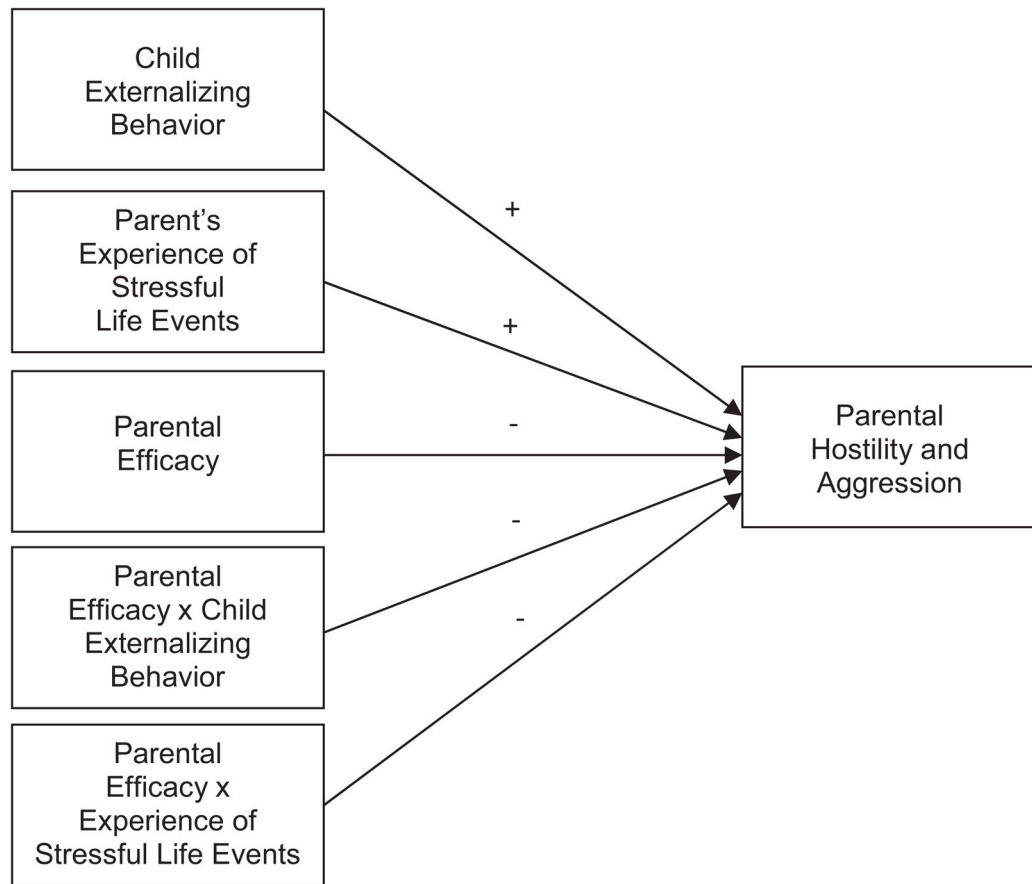 Child
Externalizing
Behavior
+
Parent’s
Experience of
Stressful
Life Events
+
Parental
Efficacy
-
Parental
Hostility and
Aggression
-
Parental
Efficacy x Child
Externalizing
Behavior
-
Parental
Efficacy x
Experience of
Stressful Life Events